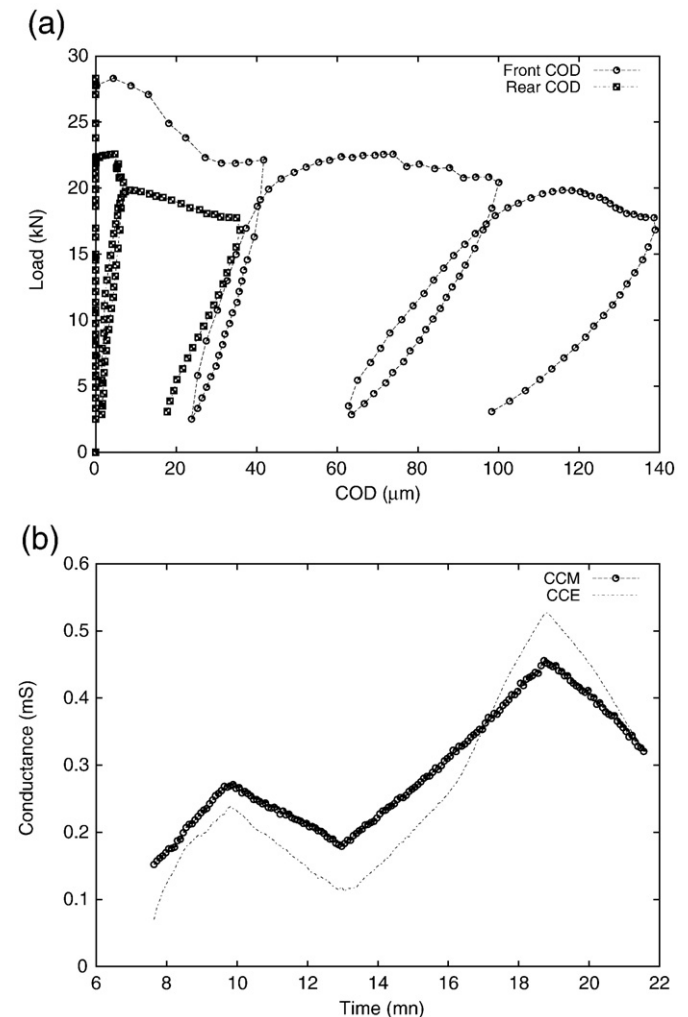 (a)
30
25
20
15
10
5
0
Load (kN)
Front COD
Rear COD
0 20 40 60 80 100 120 140
COD (μm)
(b)
0.6
0.5
0.4
0.3
0.2
0.1
0
Conductance (mS)
CCM
CCE
6 8 10 13 14 16 18 20 22
Time (mn)